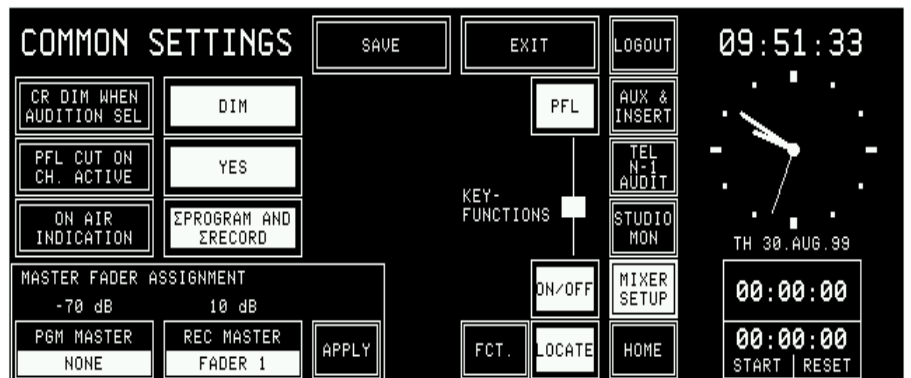 COMMON SETTINGS
SAVE
EXIT
LOGOUT
09:51:33
CR DIM WHEN
AUDITION SEL
DIM
PFL
AUX &
INSERT
PFL CUT ON
CH. ACTIVE
YES
TEL
N-1
AUDIT
KEY-
FUNCTIONS
ON AIR
INDICATION
ΣPROGRAM AND
ΣRECORD
STUDIO
MON
TH 30.AUG.99
MASTER FADER ASSIGNMENT
-70 dB
10 dB
ON/OFF
MIXER
SETUP
00:00:00
PGM MASTER
NONE
REC MASTER
FADER 1
APPLY
FCT.
LOCATE
HOME
00:00:00
START | RESET